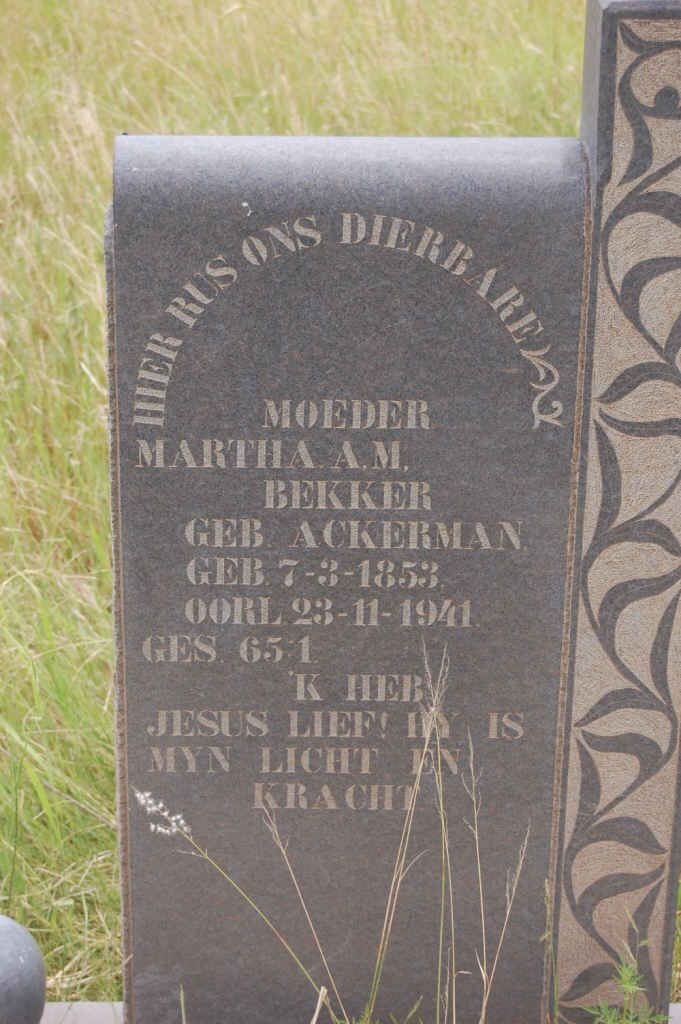 HIER RUS ONS DIERBARE
MOEDER
MARTHA. A.M.
BEKKER
GEB. ACKERMAN.
GEB. 7-3-1853.
OORL 23-11-1941.
GES. 65:1.
'K HEB
JESUS LIEF! HY IS
MYN LICHT EN
KRACHT